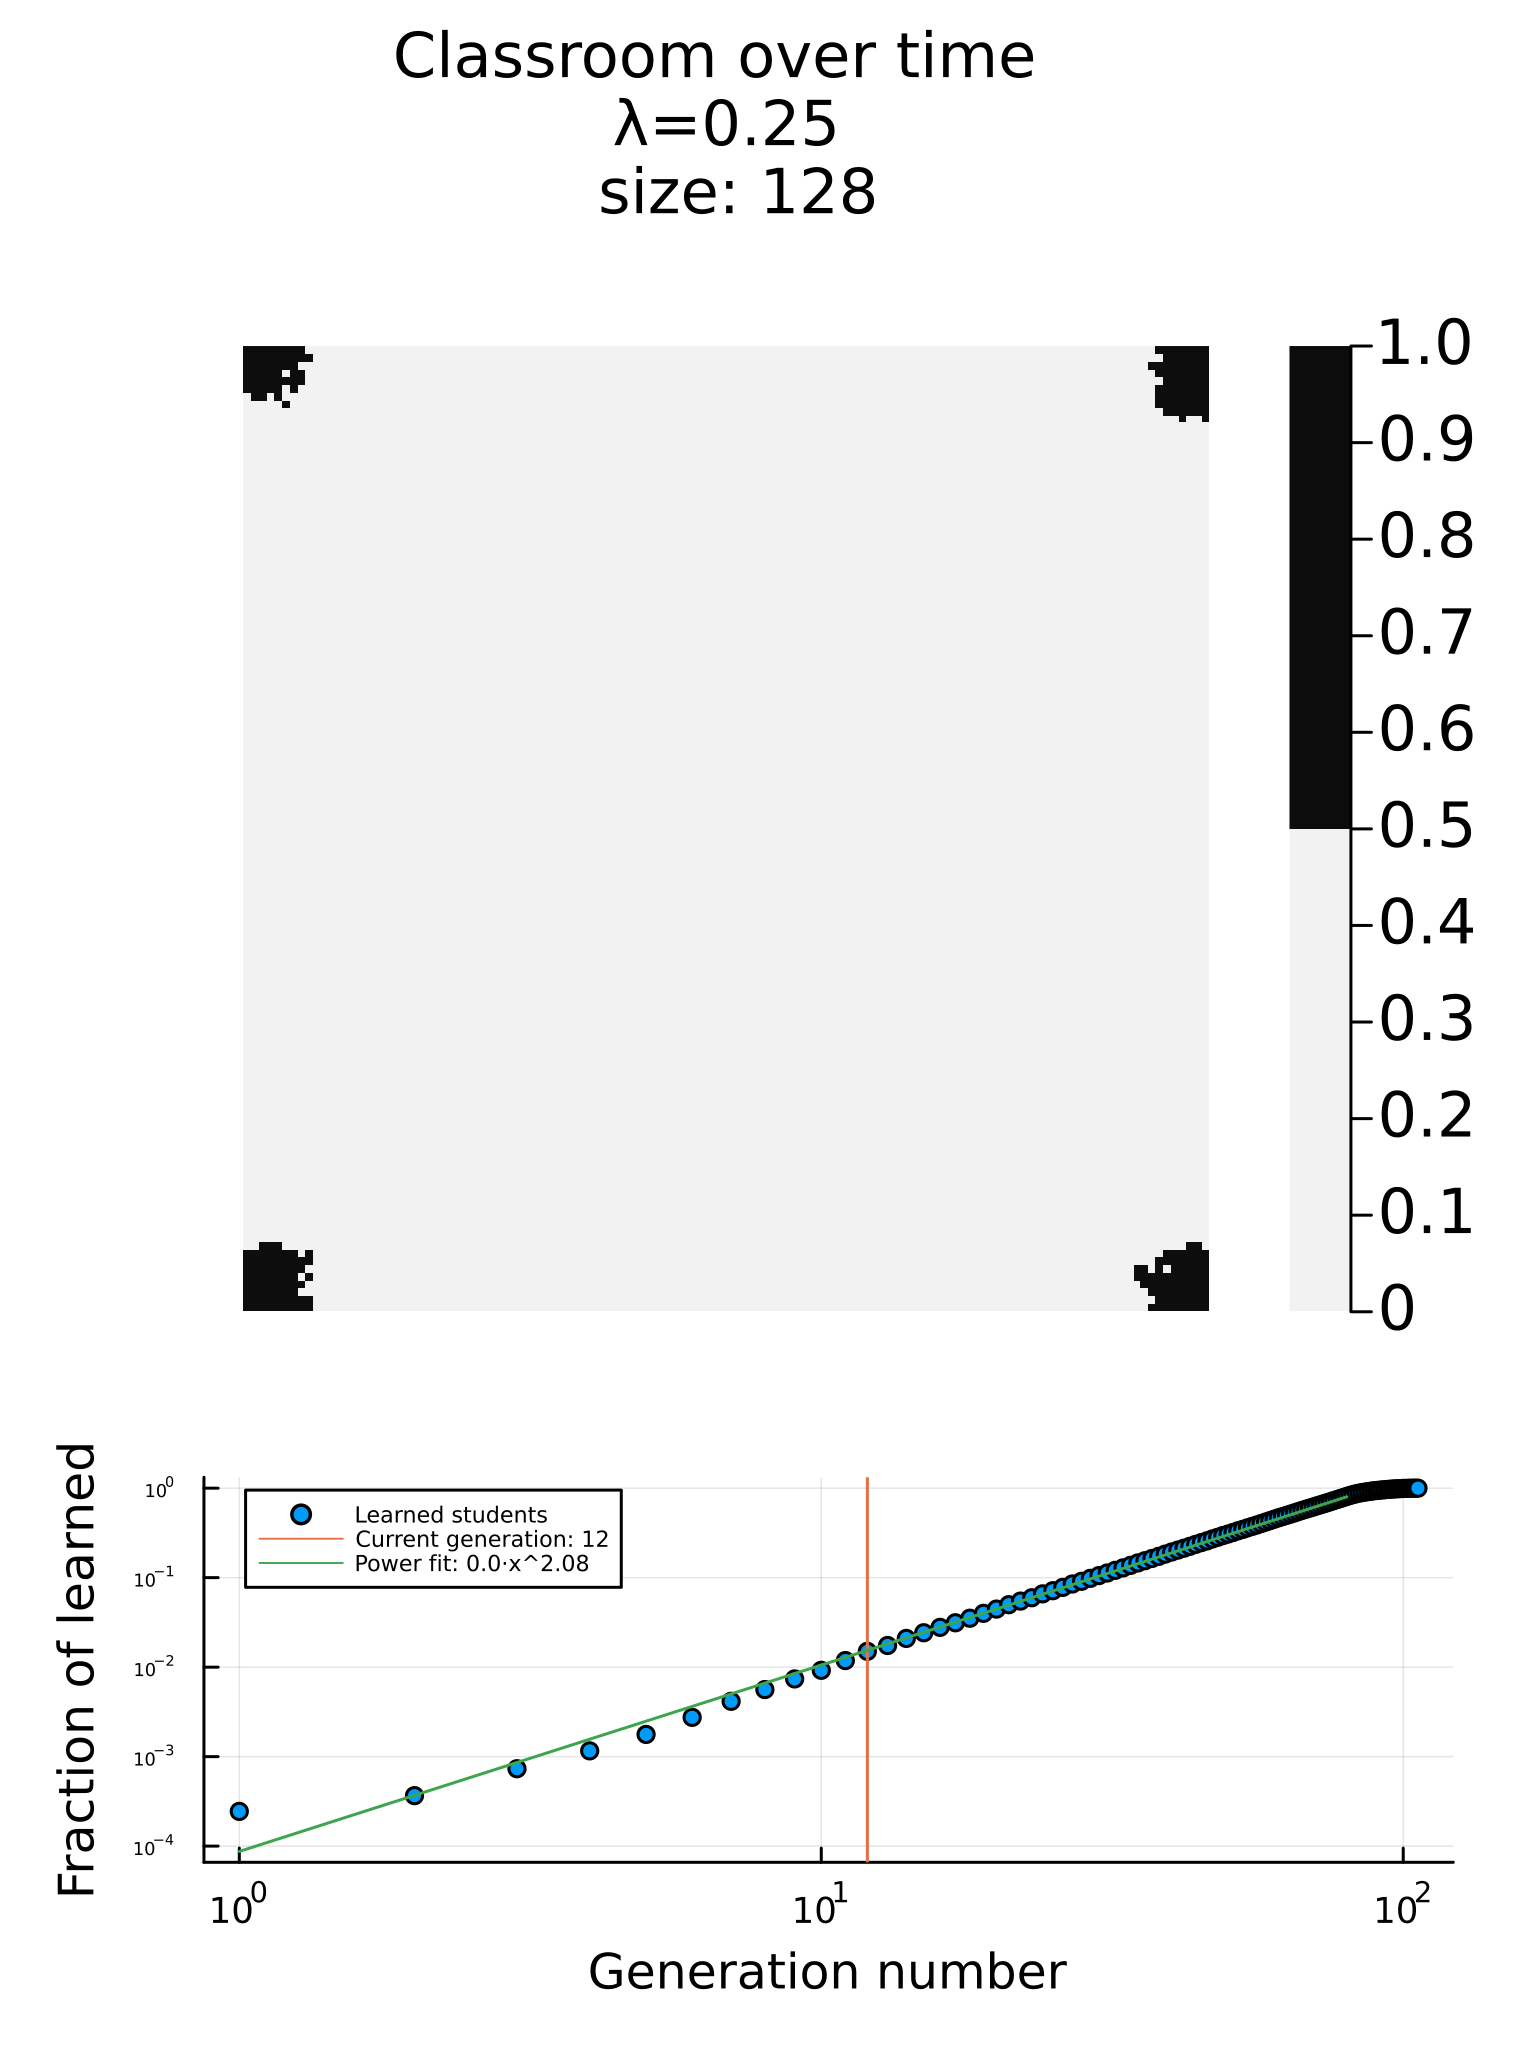 Classroom over time
λ=0.25
size: 128
1.0
0.9
0.8
0.7
0.6
0.5
0.4
0.3
0.2
0.1
0
Fraction of learned
10^0
10^-1
10^-2
10^-3
10^-4
Learned students
Current generation: 12
Power fit: 0.0·x^2.08
10^0
10^1
10^2
Generation number